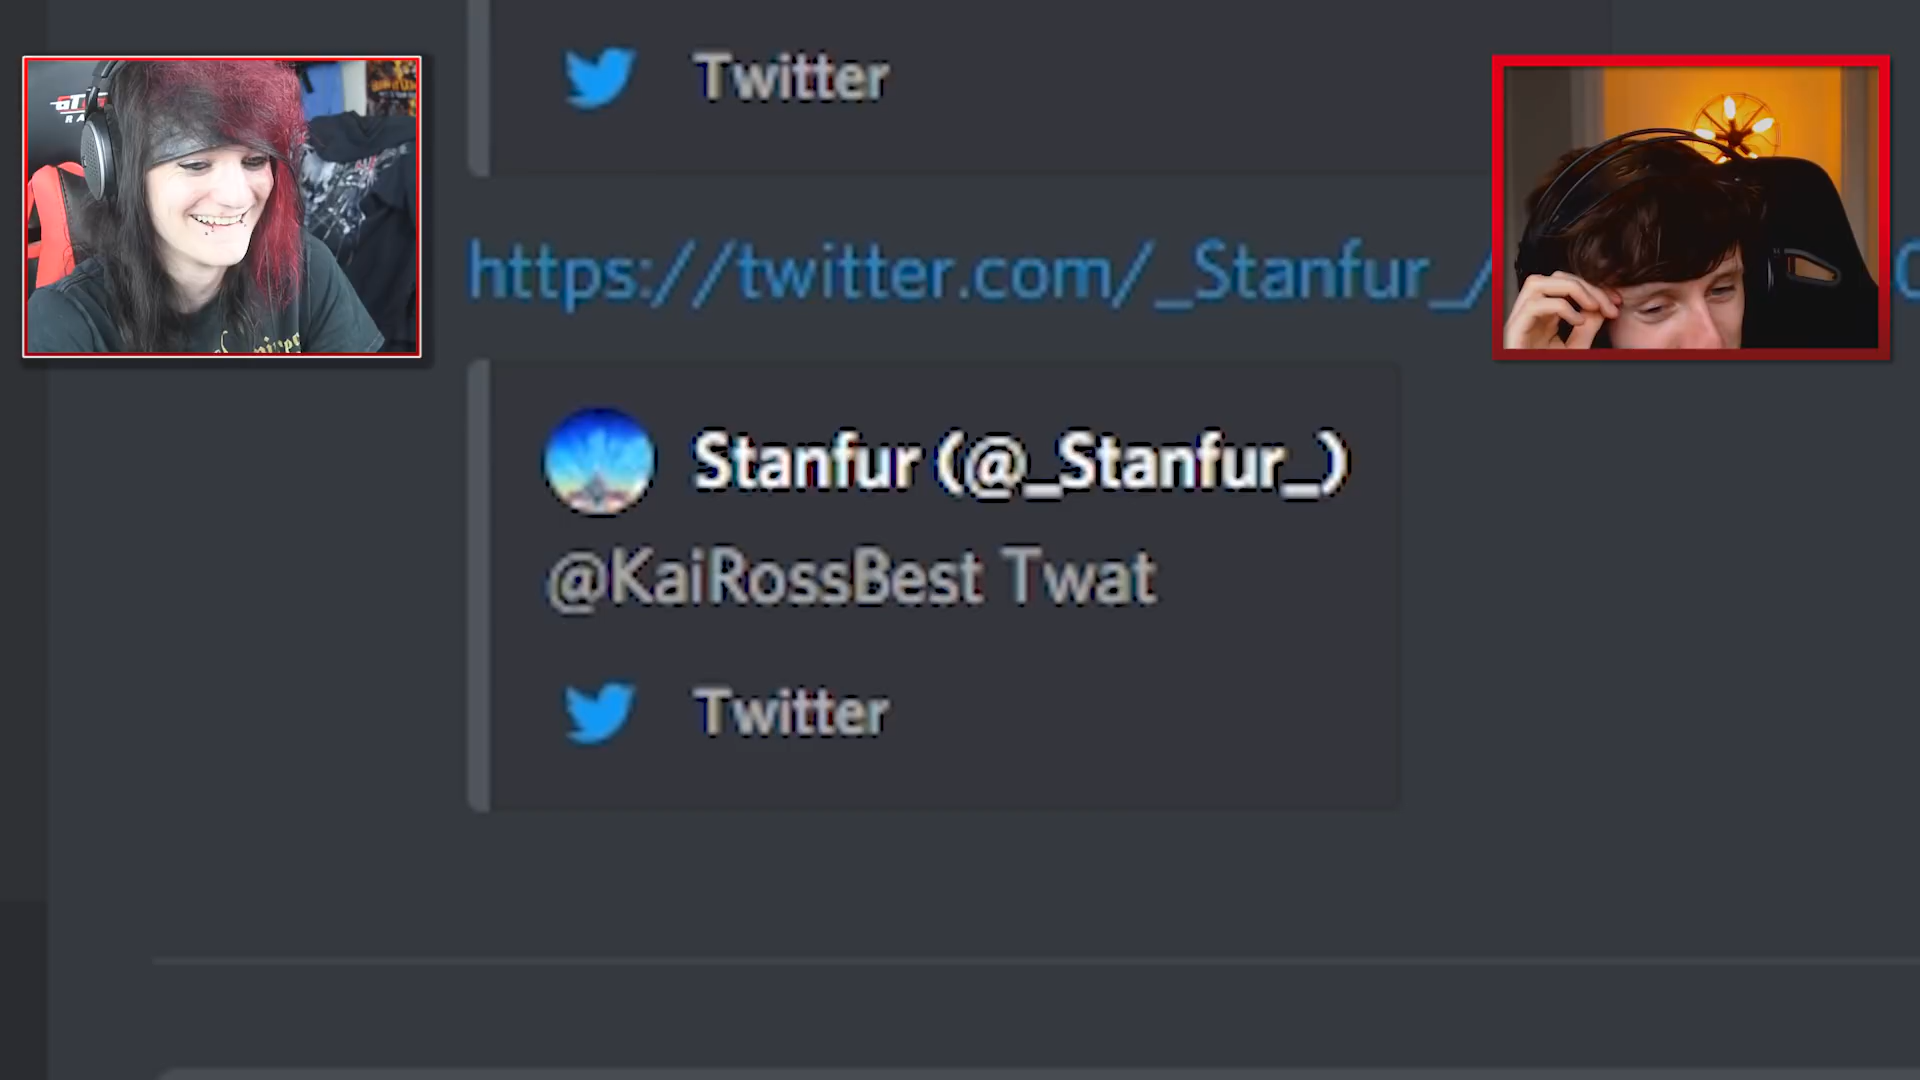 Twitter
https://twitter.com/_Stanfur_/
Stanfur (@_Stanfur_)
@KaiRossBest Twat
Twitter